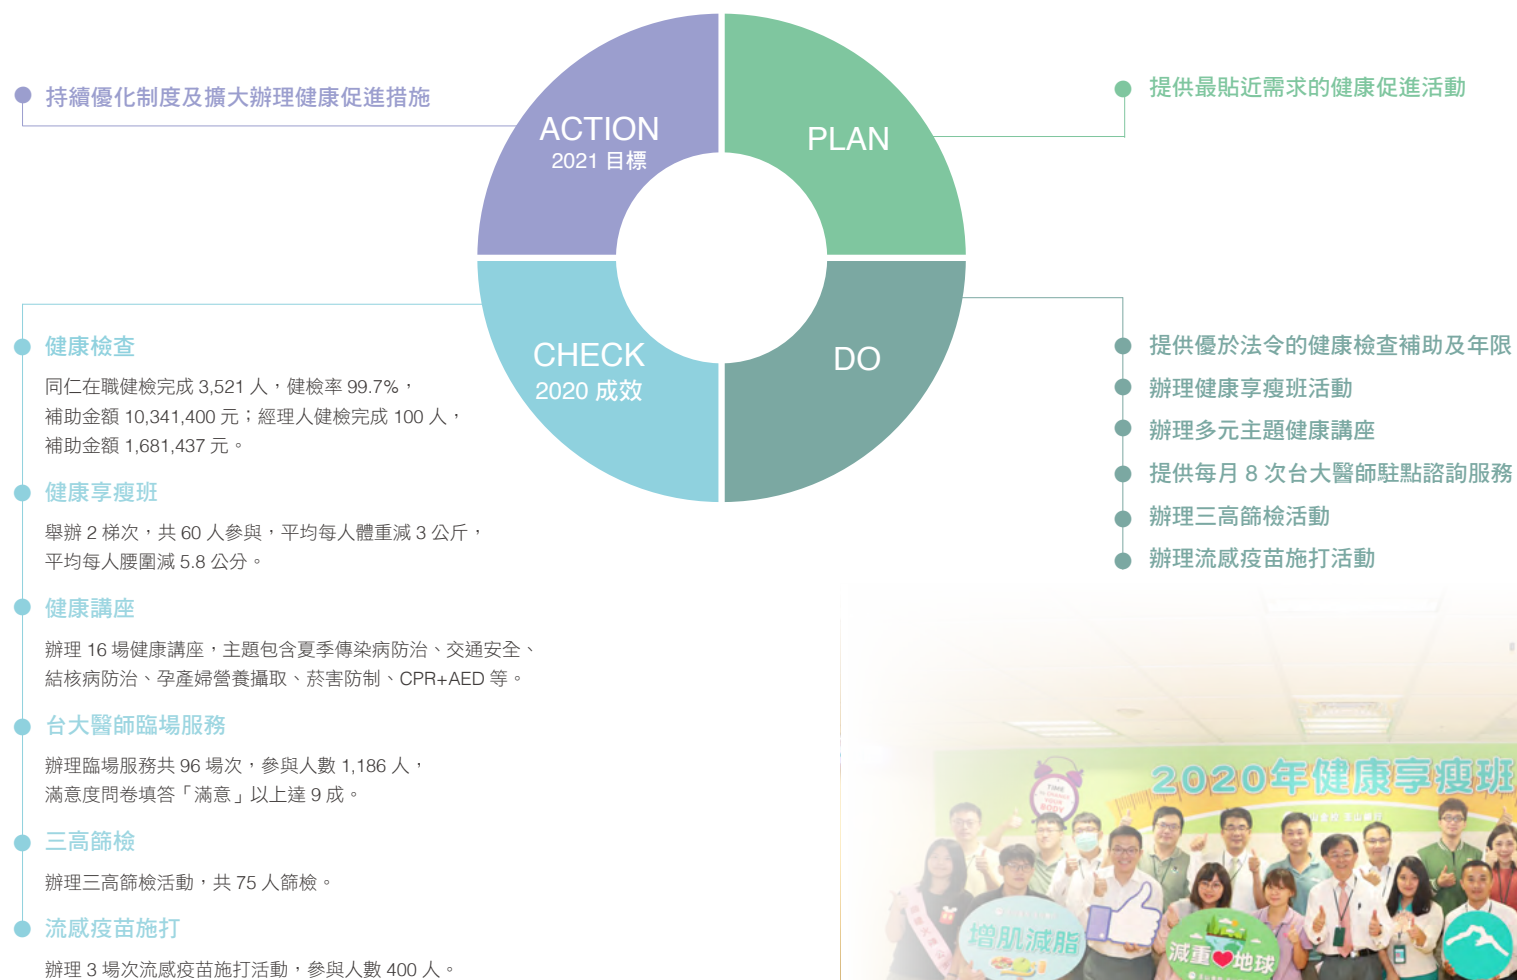 持續優化制度及擴大辦理健康促進措施
ACTION
2021 目標
PLAN
提供最貼近需求的健康促進活動
CHECK
2020 成效
DO
健康檢查
同仁在職健檢完成 3,521 人，健檢率 99.7%，
補助金額 10,341,400 元；經理人健檢完成 100 人，
補助金額 1,681,437 元。
健康享瘦班
舉辦 2 梯次，共 60 人參與，平均每人體重減 3 公斤，
平均每人腰圍減 5.8 公分。
健康講座
辦理 16 場健康講座，主題包含夏季傳染病防治、交通安全、
結核病防治、孕產婦營養攝取、菸害防制、CPR+AED 等。
台大醫師臨場服務
辦理臨場服務共 96 場次，參與人數 1,186 人，
滿意度問卷填答「滿意」以上達 9 成。
三高篩檢
辦理三高篩檢活動，共 75 人篩檢。
流感疫苗施打
辦理 3 場次流感疫苗施打活動，參與人數 400 人。
提供優於法令的健康檢查補助及年限
辦理健康享瘦班活動
辦理多元主題健康講座
提供每月 8 次台大醫師駐點諮詢服務
辦理三高篩檢活動
辦理流感疫苗施打活動
2020年健康享瘦班
TIME
YOUR
BODY
增肌減脂
減重
地球